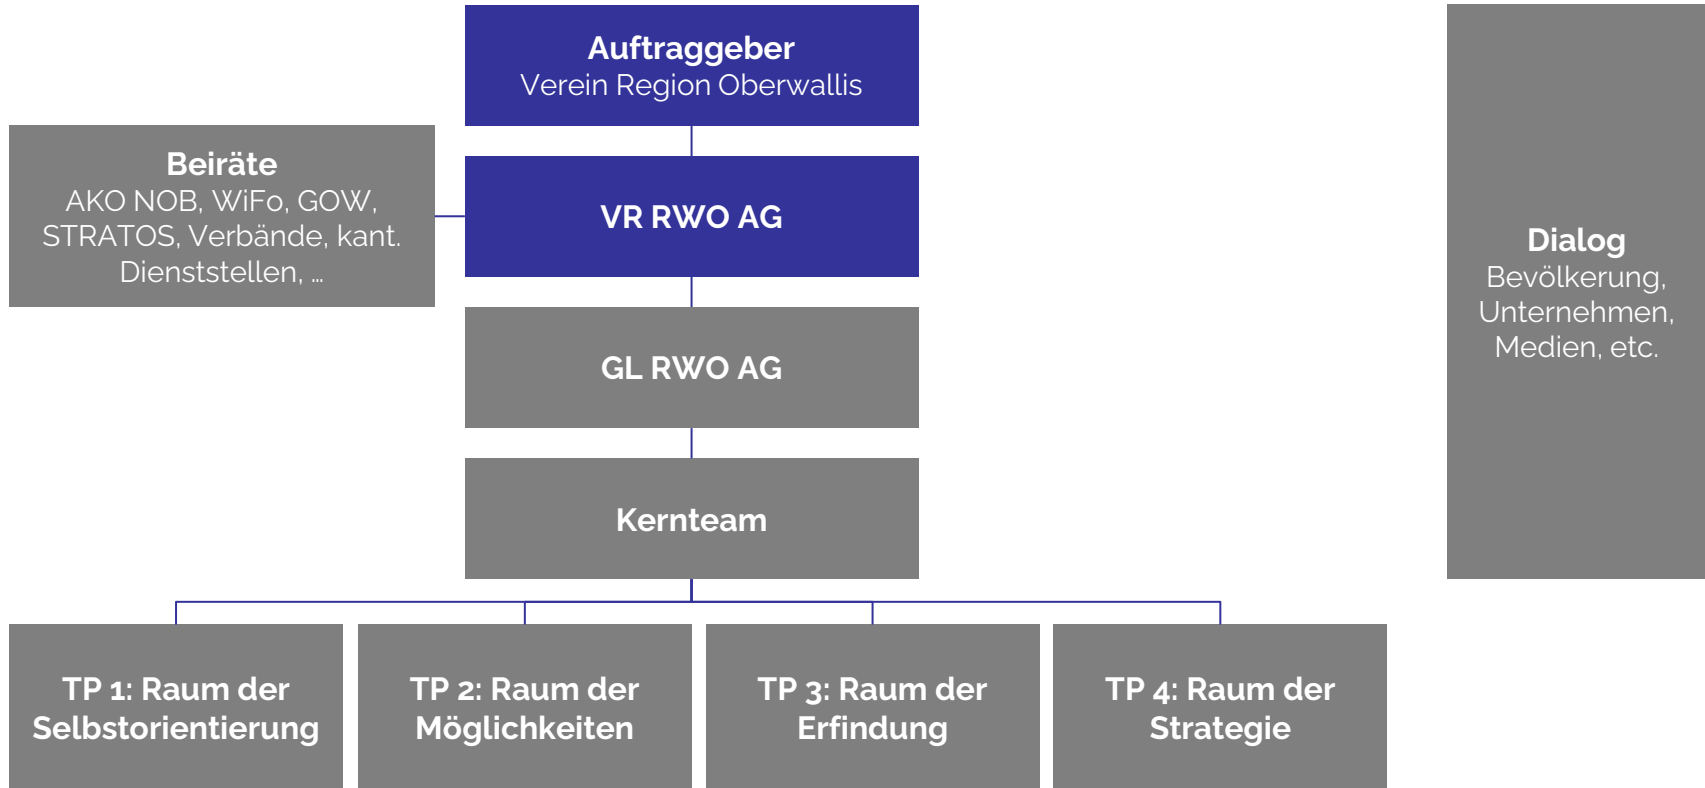 Auftraggeber
Verein Region Oberwallis
Beiräte
AKO NOB, WiFo, GOW,
STRATOS, Verbände, kant.
Dienststellen, …
VR RWO AG
GL RWO AG
Kernteam
Dialog
Bevölkerung,
Unternehmen,
Medien, etc.
TP 1: Raum der
Selbstorientierung
TP 2: Raum der
Möglichkeiten
TP 3: Raum der
Erfindung
TP 4: Raum der
Strategie